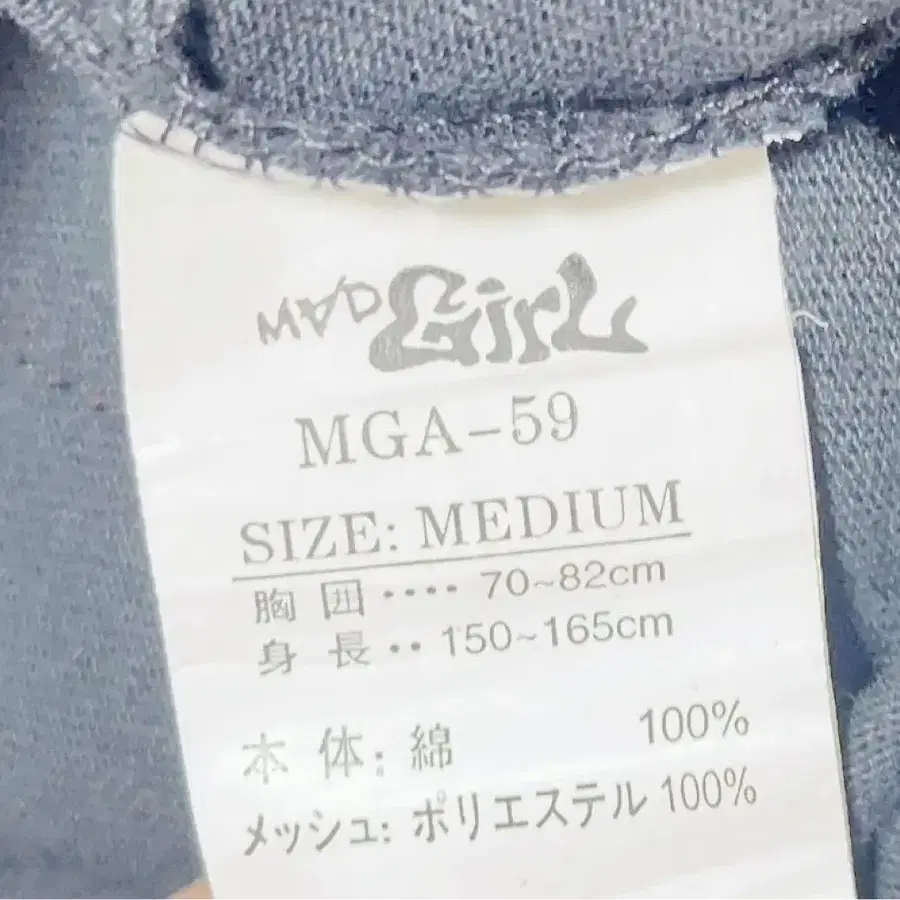 MAD GirL
MGA-59
SIZE: MEDIUM
胸 囲 ････ 70~82cm
身 長 ･･ 150~165cm
本 体: 綿 100%
メッシュ: ポリエステル 100%